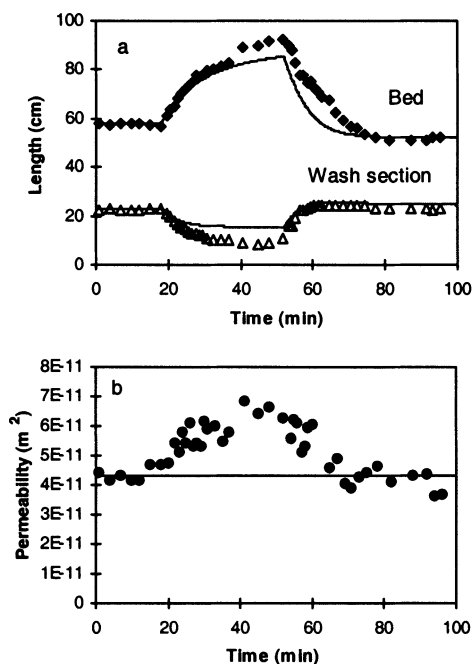 a
100
80
60
40
20
0
Length (cm)
Bed
Wash section
0 20 40 60 80 100
Time (min)
b
8E-11
7E-11
6E-11
5E-11
4E-11
3E-11
2E-11
1E-11
0
Permeability (m²)
0 20 40 60 80 100
Time (min)